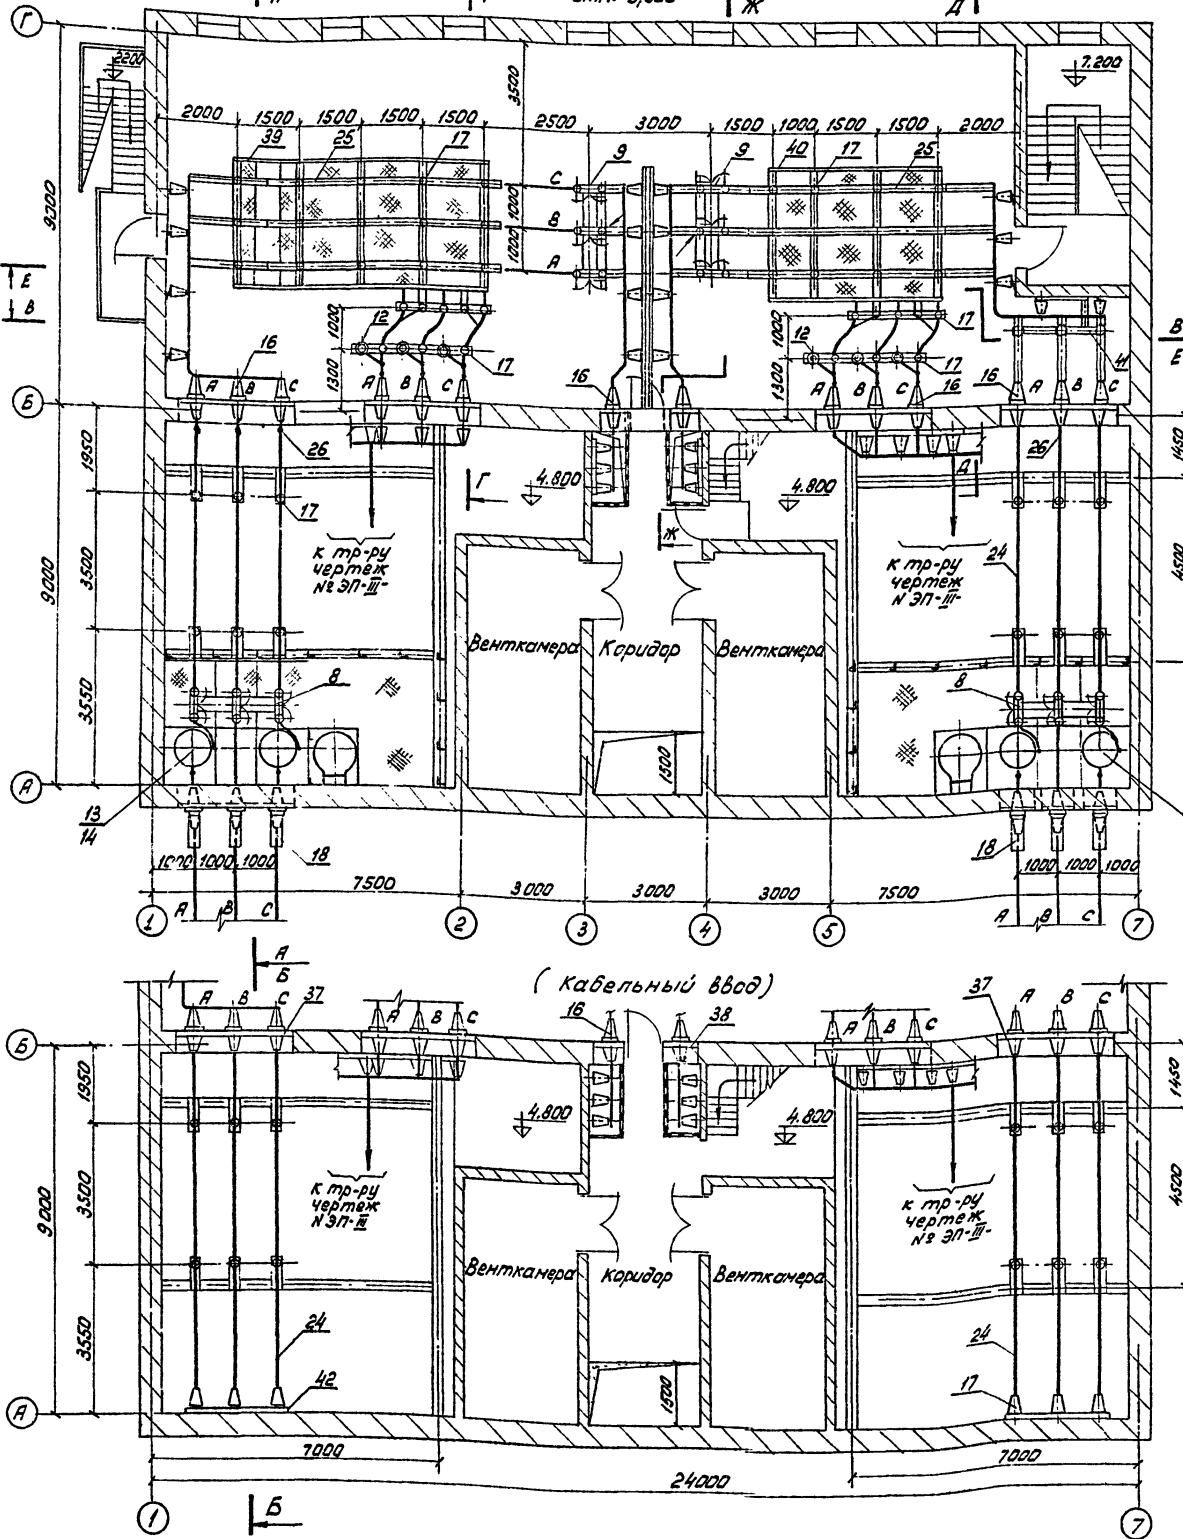 Ж
Д
Г
2200
7.200
3500
2000 1500 1500 1500 1500 2500 3000 1500 1000 1500 1500 2000
39 25 17 9 9 40 17 25
С
В
А
1000
1000
9000
Е
В
12
1000
1300
17
16
А В С
А В С
16
12
1000
1300
17
17
А В С
16
16
А В С
41
В
Е
Б
1950
26
17
Г
4.800
Ж
4.800
Д
26
1450
к тр-ру
чертеж
№ ЭП-III-
к тр-ру
чертеж
N ЭП-III-
24
3500
9000
4500
Венткамера
Коридор
Венткамера
3550
8
8
1500
А
13
14
18
18
1000 1000 1000
1000 1000 1000
7500 3000 3000 3000 7500
А В С
А В С
1 2 3 4 5 7
А
Б
(Кабельный ввод)
А В С
37
А В С
16
38
А В С
37
А В С
Б
1950
4.800
4.800
1450
к тр-ру
чертеж
N ЭП-III
к тр-ру
чертеж
№ ЭП-III-
3500
9000
4500
Венткамера
Коридор
Венткамера
3550
24
24
42
1500
17
А
7000
7000
24000
1
Б
7